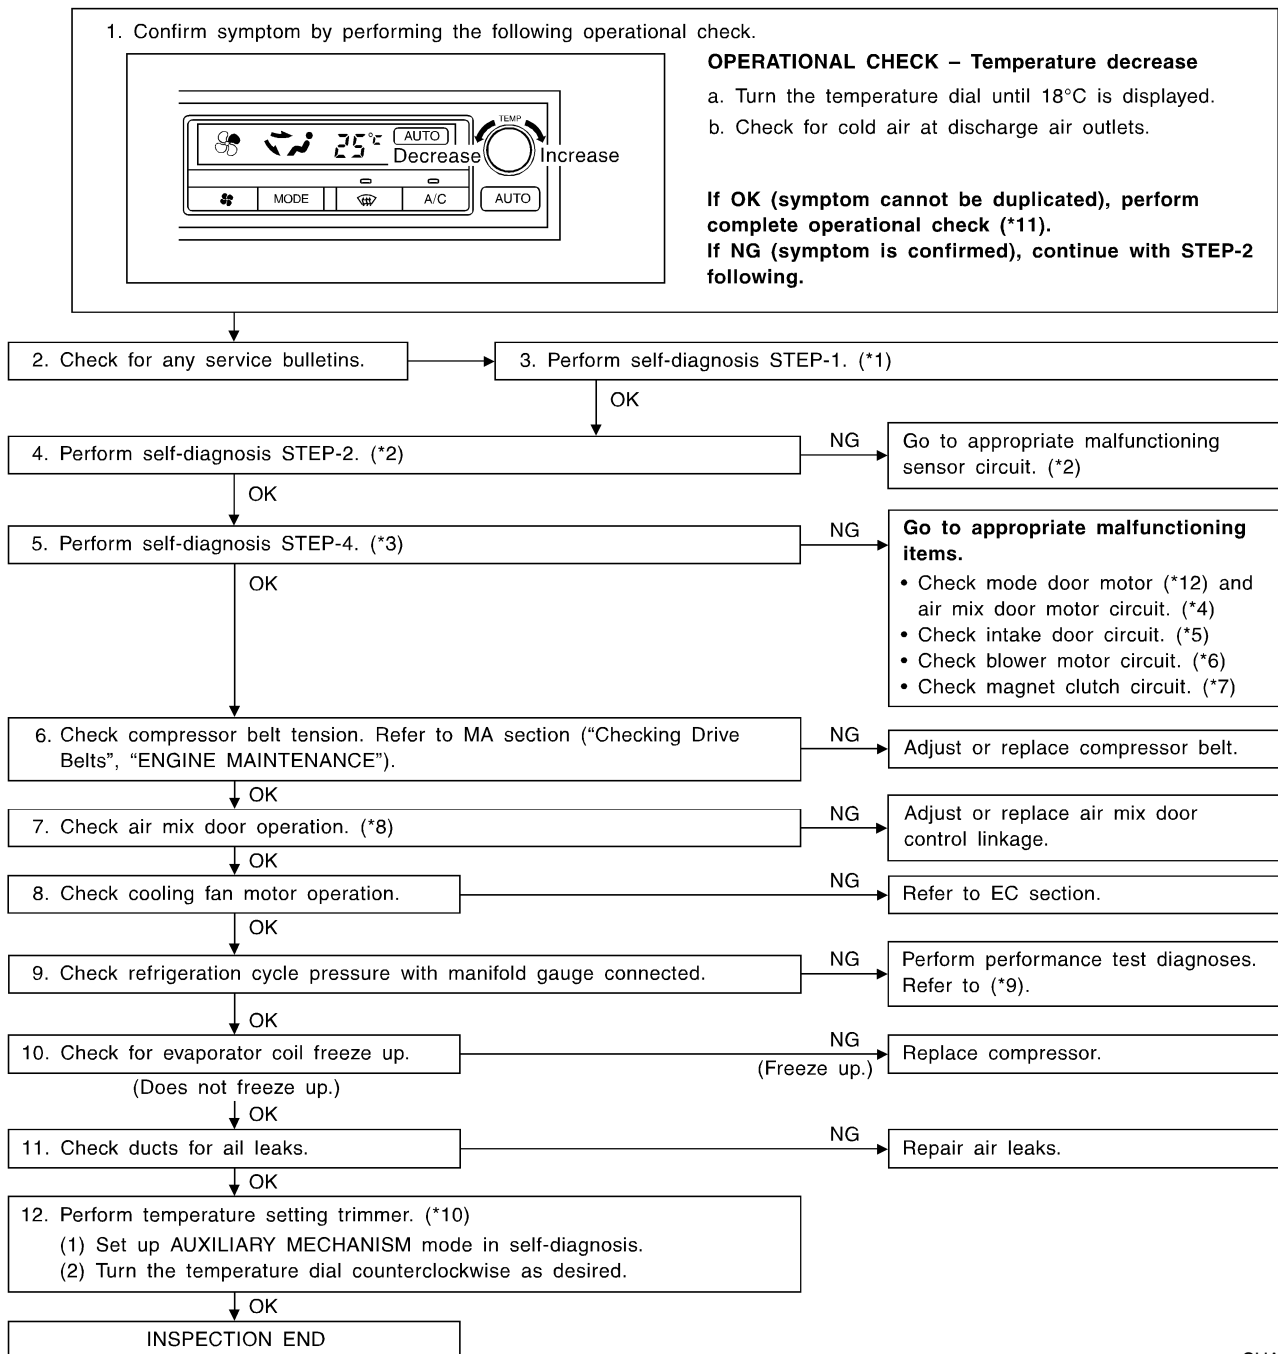 1. Confirm symptom by performing the following operational check.
OPERATIONAL CHECK – Temperature decrease
a. Turn the temperature dial until 18°C is displayed.
b. Check for cold air at discharge air outlets.
TEMP
25°C
AUTO
Decrease
Increase
MODE
A/C
AUTO
If OK (symptom cannot be duplicated), perform
complete operational check (*11).
If NG (symptom is confirmed), continue with STEP-2
following.
2. Check for any service bulletins.
3. Perform self-diagnosis STEP-1. (*1)
OK
4. Perform self-diagnosis STEP-2. (*2)
NG
Go to appropriate malfunctioning
sensor circuit. (*2)
OK
5. Perform self-diagnosis STEP-4. (*3)
NG
Go to appropriate malfunctioning
items.
• Check mode door motor (*12) and
air mix door motor circuit. (*4)
• Check intake door circuit. (*5)
• Check blower motor circuit. (*6)
• Check magnet clutch circuit. (*7)
OK
6. Check compressor belt tension. Refer to MA section (“Checking Drive
Belts”, “ENGINE MAINTENANCE”).
NG
Adjust or replace compressor belt.
OK
7. Check air mix door operation. (*8)
NG
Adjust or replace air mix door
control linkage.
OK
8. Check cooling fan motor operation.
NG
Refer to EC section.
OK
9. Check refrigeration cycle pressure with manifold gauge connected.
NG
Perform performance test diagnoses.
Refer to (*9).
OK
10. Check for evaporator coil freeze up.
NG
(Freeze up.)
Replace compressor.
(Does not freeze up.)
OK
11. Check ducts for ail leaks.
NG
Repair air leaks.
OK
12. Perform temperature setting trimmer. (*10)
(1) Set up AUXILIARY MECHANISM mode in self-diagnosis.
(2) Turn the temperature dial counterclockwise as desired.
OK
INSPECTION END